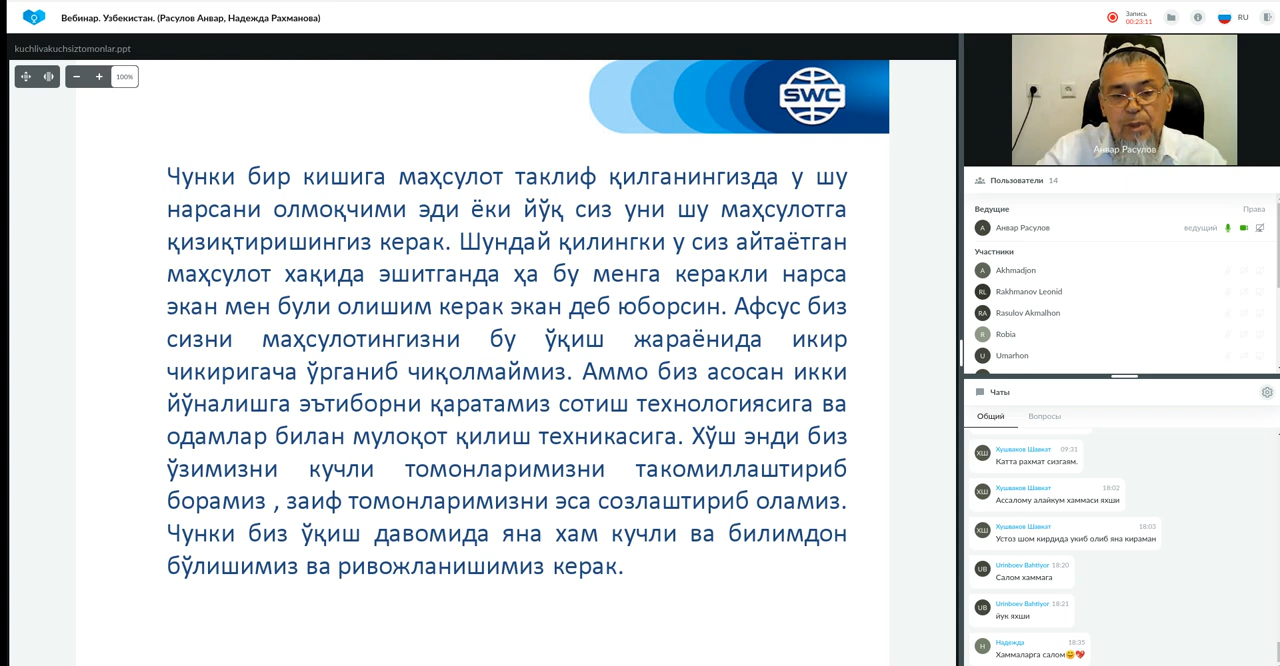 Вебинар. Узбекистан. (Расулов Анвар, Надежда Рахманова)
Запись
00:23:11
RU
kuchlivakuchsiztomonlar.ppt
100%
SWC
Чунки бир кишига маҳсулот таклиф қилганингизда у шу
нарсани олмоқчими эди ёки йўқ сиз уни шу маҳсулотга
қизиқтиришингиз керак. Шундай қилингки у сиз айтаётган
маҳсулот хақида эшитганда ҳа бу менга керакли нарса
экан мен були олишим керак экан деб юборсин. Афсус биз
сизни маҳсулотингизни бу ўқиш жараёнида икир
чикиригача ўрганиб чиқолмаймиз. Аммо биз асосан икки
йўналишга эътиборни қаратамиз сотиш технологиясига ва
одамлар билан мулоқот қилиш техникасига. Хўш энди биз
ўзимизни кучли томонларимизни такомиллаштириб
борамиз , заиф томонларимизни эса созлаштириб оламиз.
Чунки биз ўқиш давомида яна хам кучли ва билимдон
бўлишимиз ва ривожланишимиз керак.
Анвар Расулов
Пользователи 14
Ведущие Права
А Анвар Расулов ведущий
Участники
A Akhmadjon
RL Rakhmanov Leonid
RA Rasulov Akmalhon
R Robia
U Umarhon
Чаты
Общий Вопросы
ХШ Хушваков Шавкат 09:31
Катта рахмат сизгаям.
ХШ Хушваков Шавкат 18:02
Ассалому алайкум хаммаси яхши
ХШ Хушваков Шавкат 18:03
Устоз шом кирдида укиб олиб яна кираман
UB Urinboev Bahtiyor 18:20
Салом хаммага
UB Urinboev Bahtiyor 18:21
йук яхши
Н Надежда 18:35
Хаммаларга салом😊💖